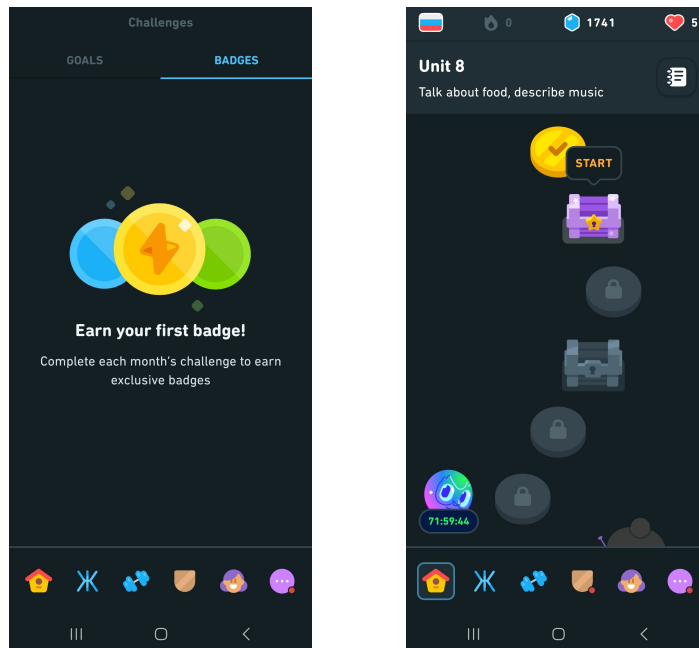 Challenges
GOALS
BADGES
Earn your first badge!
Complete each month's challenge to earn
exclusive badges
Ж
0
1741
5
Unit 8
Talk about food, describe music
START
71:59:44
Ж